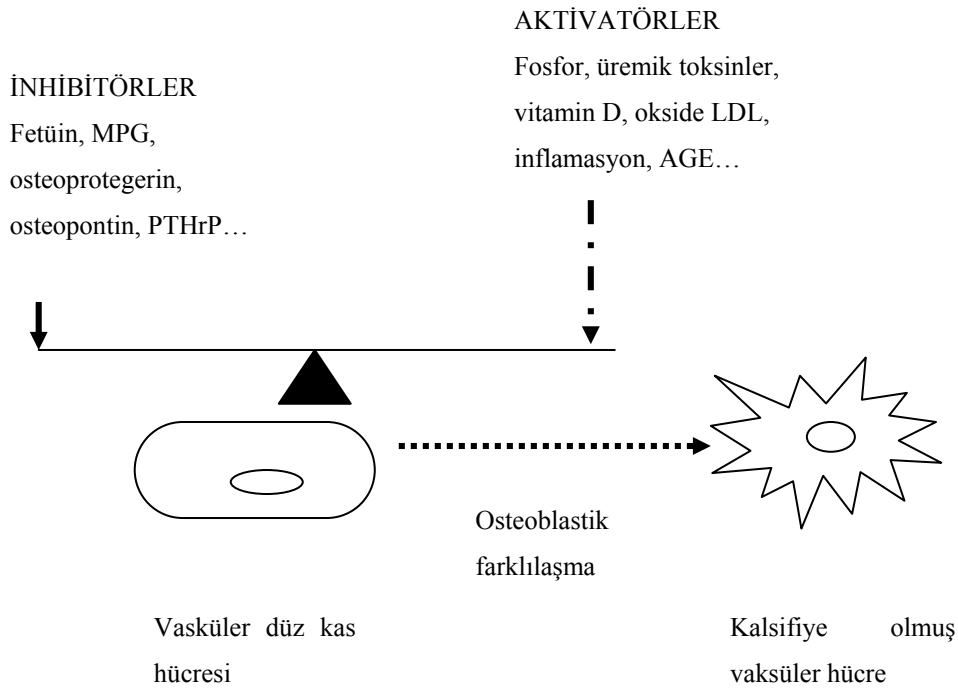 İNHİBİTÖRLER
Fetüin, MPG,
osteoprotegerin,
osteopontin, PTHrP…
AKTİVATÖRLER
Fosfor, üremik toksinler,
vitamin D, okside LDL,
inflamasyon, AGE…
Osteoblastik
farklılaşma
Vasküler düz kas
hücresi
Kalsifiye olmuş
vaksüler hücre